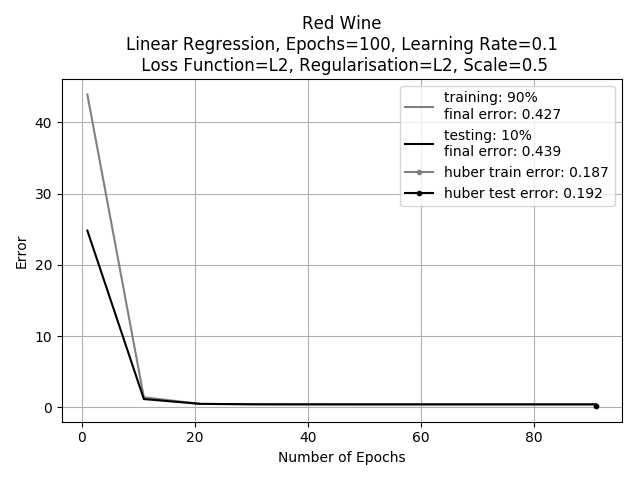 Red Wine
Linear Regression, Epochs=100, Learning Rate=0.1
Loss Function=L2, Regularisation=L2, Scale=0.5
training: 90%
final error: 0.427
testing: 10%
final error: 0.439
huber train error: 0.187
huber test error: 0.192
Error
40
30
20
10
0
0 20 40 60 80
Number of Epochs